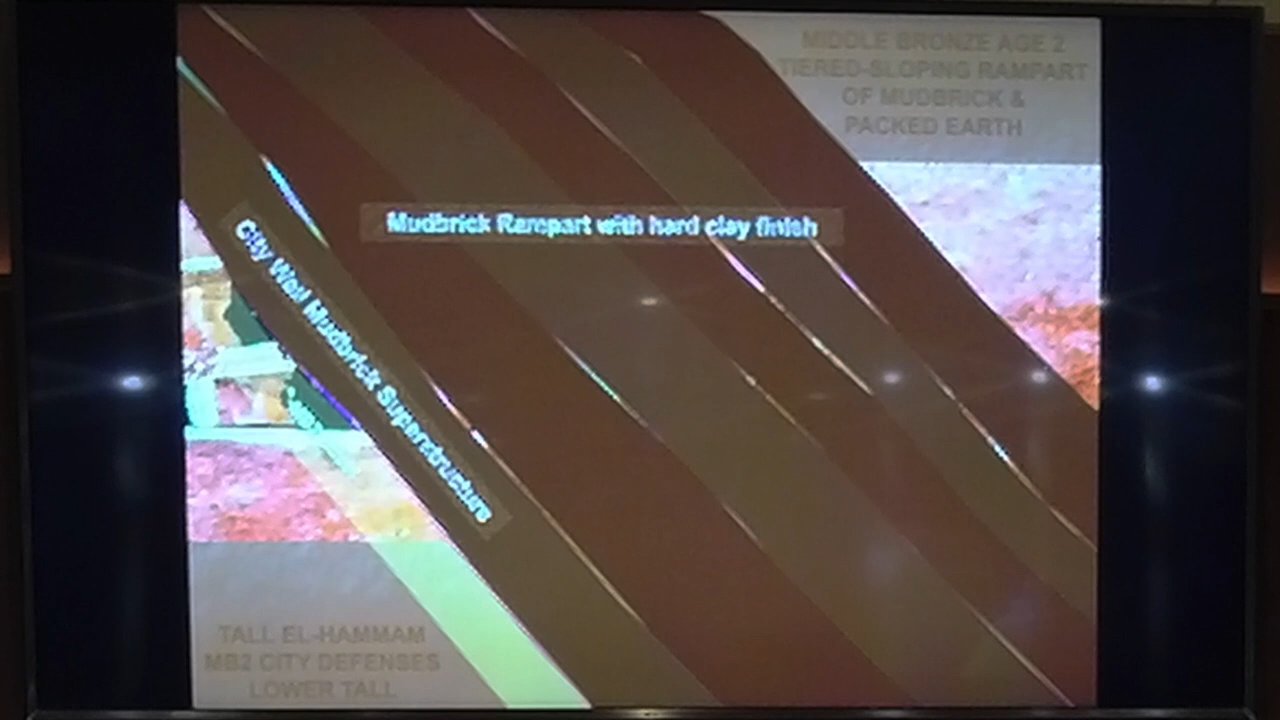 MIDDLE BRONZE AGE 2
TIERED-SLOPING RAMPART
OF MUDBRICK &
PACKED EARTH
Mudbrick Rampart with hard clay finish
City Wall Mudbrick Superstructure
TALL EL-HAMMAM
MB2 CITY DEFENSES
LOWER TALL